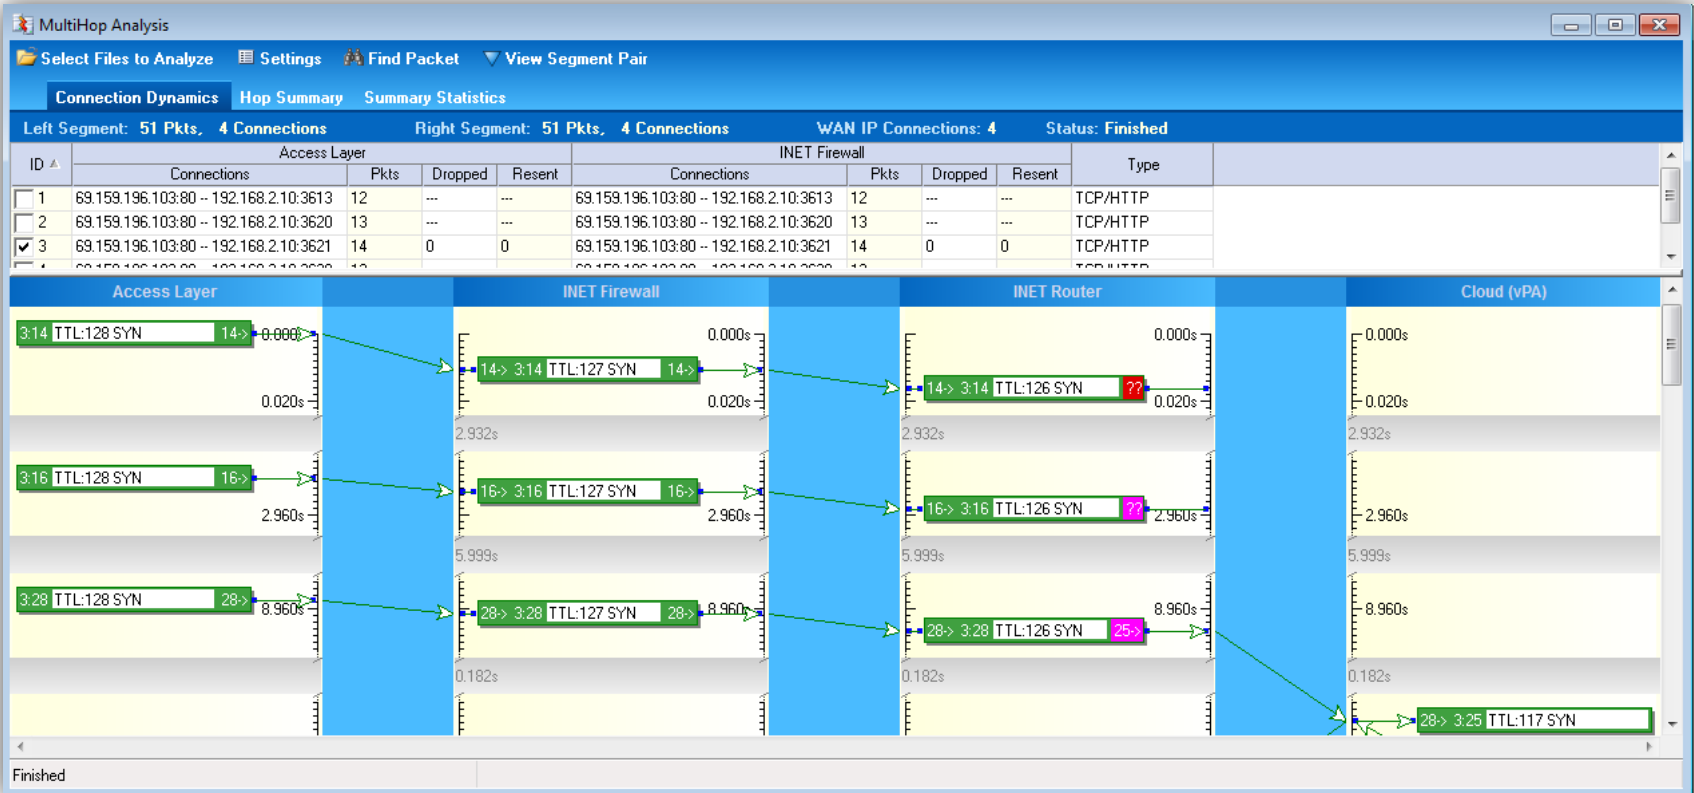 MultiHop Analysis
Select Files to Analyze Settings Find Packet View Segment Pair
Connection Dynamics Hop Summary Summary Statistics
Left Segment: 51 Pkts, 4 Connections Right Segment: 51 Pkts, 4 Connections WAN IP Connections: 4 Status: Finished
ID Access Layer INET Firewall Type
Connections Pkts Dropped Resent Connections Pkts Dropped Resent
1 69.159.196.103:80 -- 192.168.2.10:3613 12 --- --- 69.159.196.103:80 -- 192.168.2.10:3613 12 --- --- TCP/HTTP
2 69.159.196.103:80 -- 192.168.2.10:3620 13 --- --- 69.159.196.103:80 -- 192.168.2.10:3620 13 --- --- TCP/HTTP
3 69.159.196.103:80 -- 192.168.2.10:3621 14 0 0 69.159.196.103:80 -- 192.168.2.10:3621 14 0 0 TCP/HTTP
Access Layer INET Firewall INET Router Cloud (vPA)
3:14 TTL:128 SYN 14-> 0.000s 0.000s 0.000s 0.000s
14-> 3:14 TTL:127 SYN 14->
14-> 3:14 TTL:126 SYN ??
0.020s 0.020s 0.020s 0.020s
2.932s 2.932s 2.932s
3:16 TTL:128 SYN 16->
16-> 3:16 TTL:127 SYN 16->
16-> 3:16 TTL:126 SYN ??
2.960s 2.960s 2.960s 2.960s
5.999s 5.999s 5.999s
3:28 TTL:128 SYN 28->
8.960s 28-> 3:28 TTL:127 SYN 28-> 8.960s 8.960s 8.960s
28-> 3:28 TTL:126 SYN 25->
0.182s 0.182s 0.182s
28-> 3:25 TTL:117 SYN
Finished